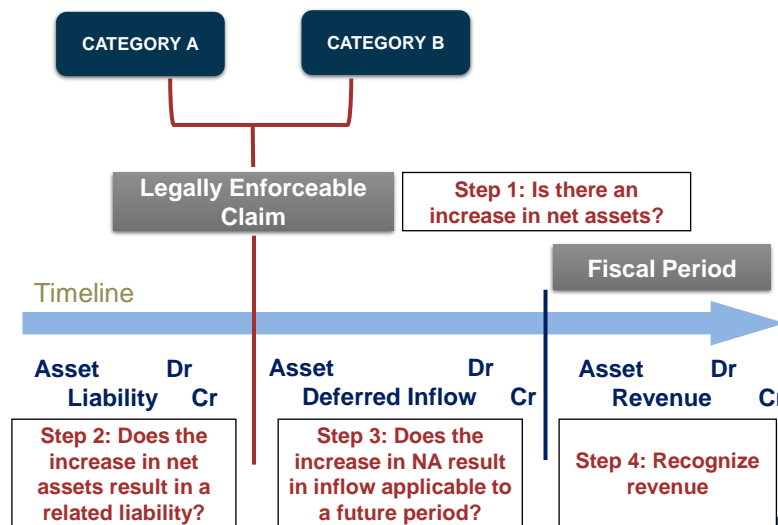 CATEGORY A
CATEGORY B
Legally Enforceable
Claim
Step 1: Is there an
increase in net assets?
Fiscal Period
Timeline
Asset Dr
Liability Cr
Asset Dr
Deferred Inflow Cr
Asset Dr
Revenue Cr
Step 2: Does the
increase in net
assets result in a
related liability?
Step 3: Does the
increase in NA result
in inflow applicable to
a future period?
Step 4: Recognize
revenue